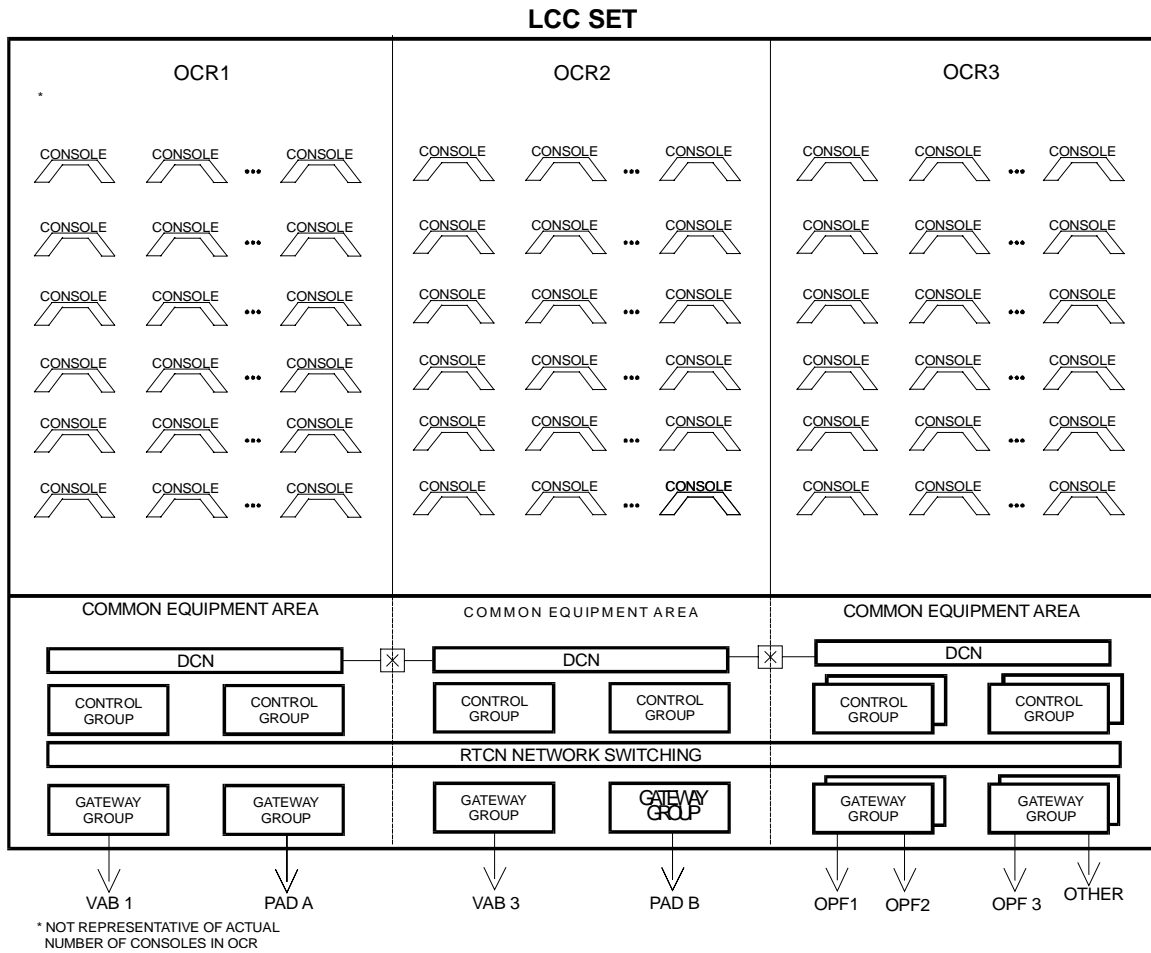 LCC SET
OCR1 OCR2 OCR3
*
CONSOLE CONSOLE ... CONSOLE CONSOLE CONSOLE ... CONSOLE CONSOLE CONSOLE ... CONSOLE
CONSOLE CONSOLE ... CONSOLE CONSOLE CONSOLE ... CONSOLE CONSOLE CONSOLE ... CONSOLE
CONSOLE CONSOLE ... CONSOLE CONSOLE CONSOLE ... CONSOLE CONSOLE CONSOLE ... CONSOLE
CONSOLE CONSOLE ... CONSOLE CONSOLE CONSOLE ... CONSOLE CONSOLE CONSOLE ... CONSOLE
CONSOLE CONSOLE ... CONSOLE CONSOLE CONSOLE ... CONSOLE CONSOLE CONSOLE ... CONSOLE
CONSOLE CONSOLE ... CONSOLE CONSOLE CONSOLE ... CONSOLE CONSOLE CONSOLE ... CONSOLE
COMMON EQUIPMENT AREA COMMON EQUIPMENT AREA COMMON EQUIPMENT AREA
DCN DCN DCN
CONTROL CONTROL CONTROL CONTROL CONTROL CONTROL
GROUP GROUP GROUP GROUP GROUP GROUP
RTCN NETWORK SWITCHING
GATEWAY GATEWAY GATEWAY GATEWAY GATEWAY GATEWAY
GROUP GROUP GROUP GROUP GROUP GROUP
VAB 1 PAD A VAB 3 PAD B OPF1 OPF2 OPF 3 OTHER
* NOT REPRESENTATIVE OF ACTUAL
NUMBER OF CONSOLES IN OCR